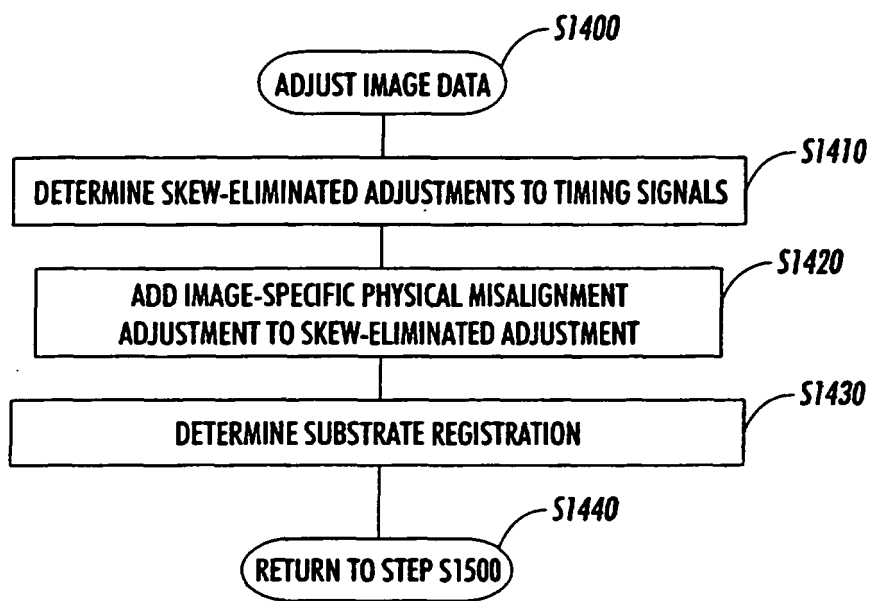 S1400
ADJUST IMAGE DATA
S1410
DETERMINE SKEW-ELIMINATED ADJUSTMENTS TO TIMING SIGNALS
S1420
ADD IMAGE-SPECIFIC PHYSICAL MISALIGNMENT
ADJUSTMENT TO SKEW-ELIMINATED ADJUSTMENT
S1430
DETERMINE SUBSTRATE REGISTRATION
S1440
RETURN TO STEP S1500